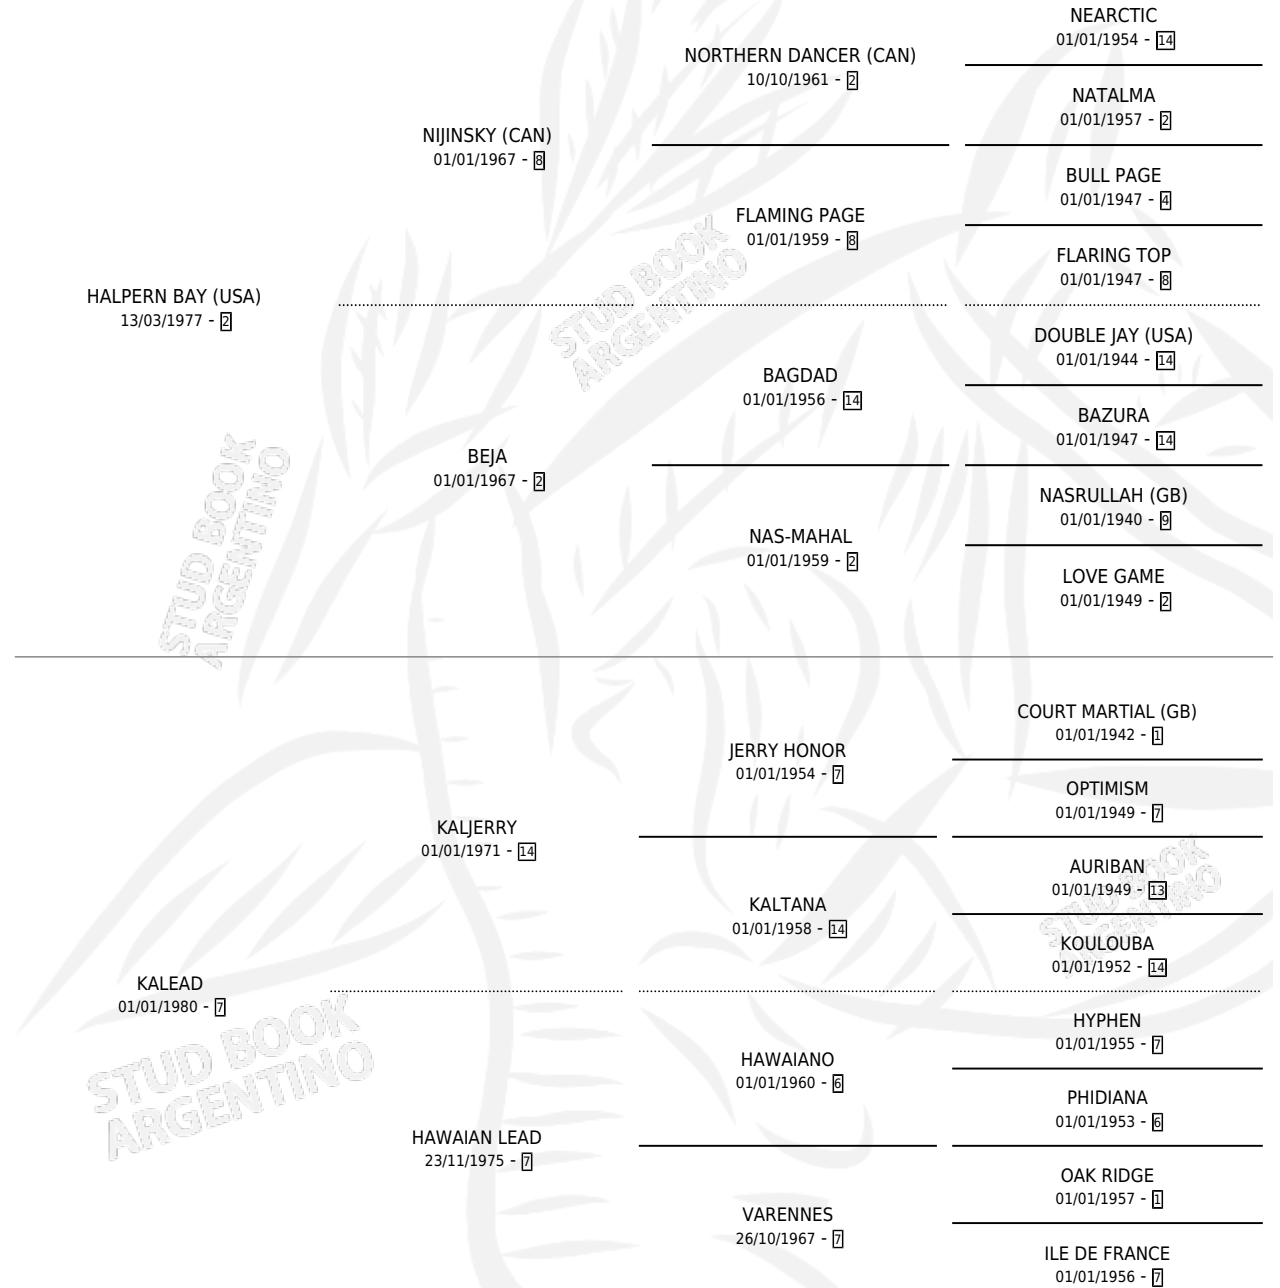 NEARCTIC
01/01/1954 - 14
NORTHERN DANCER (CAN)
10/10/1961 - 2
NATALMA
01/01/1957 - 2
NIJINSKY (CAN)
01/01/1967 - 8
BULL PAGE
01/01/1947 - 4
FLAMING PAGE
01/01/1959 - 8
FLARING TOP
01/01/1947 - 8
HALPERN BAY (USA)
13/03/1977 - 2
DOUBLE JAY (USA)
01/01/1944 - 14
BAGDAD
01/01/1956 - 14
BAZURA
01/01/1947 - 14
BEJA
01/01/1967 - 2
NASRULLAH (GB)
01/01/1940 - 9
NAS-MAHAL
01/01/1959 - 2
LOVE GAME
01/01/1949 - 2
COURT MARTIAL (GB)
01/01/1942 - 1
JERRY HONOR
01/01/1954 - 7
OPTIMISM
01/01/1949 - 7
KALJERRY
01/01/1971 - 14
AURIBAN
01/01/1949 - 13
KALTANA
01/01/1958 - 14
KOULOUBA
01/01/1952 - 14
KALEAD
01/01/1980 - 7
HYPHEN
01/01/1955 - 7
HAWAIANO
01/01/1960 - 6
PHIDIANA
01/01/1953 - 6
HAWAIAN LEAD
23/11/1975 - 7
OAK RIDGE
01/01/1957 - 1
VARENNES
26/10/1967 - 7
ILE DE FRANCE
01/01/1956 - 7
STUD BOOK
ARGENTINO
STUD BOOK
ARGENTINO
STUD BOOK
ARGENTINO
STUD BOOK
ARGENTINO